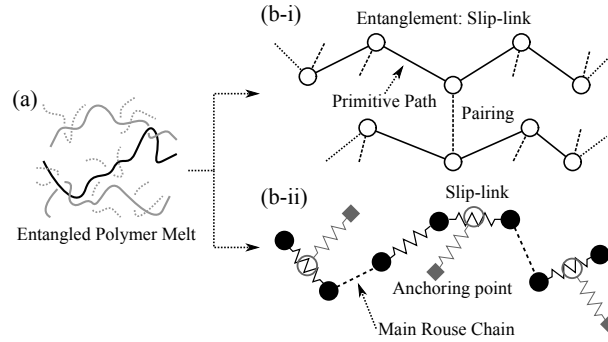 (a)
Entangled Polymer Melt
(b-i)
Entanglement: Slip-link
Primitive Path
Pairing
(b-ii)
Slip-link
Anchoring point
Main Rouse Chain